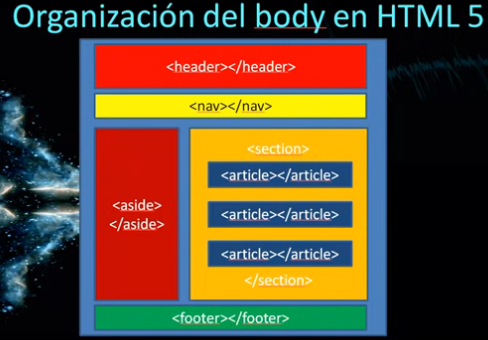 Organización del body en HTML 5
<header></header>
<nav></nav>
<aside>
</aside>
<section>
<article></article>
<article></article>
<article></article>
</section>
<footer></footer>